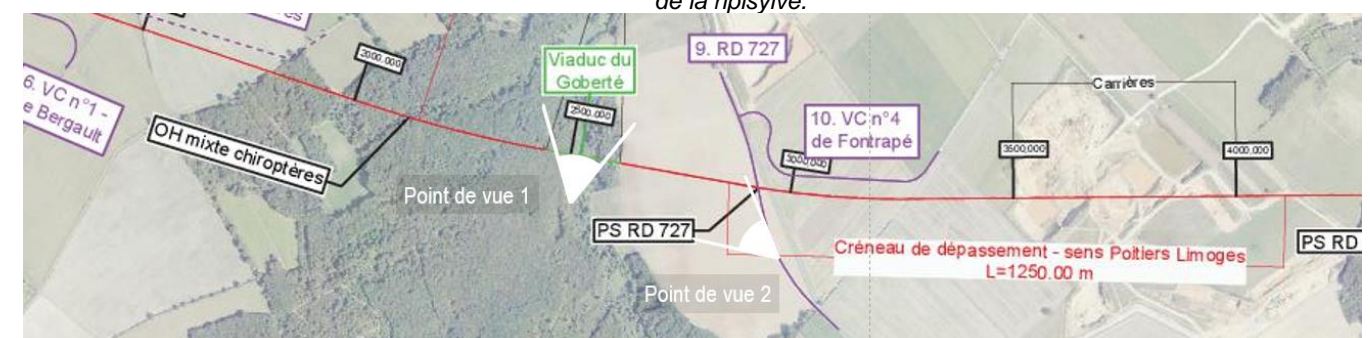 de la ripisylve.
6. VC n°1 -
e Bergault
2000.000
OH mixte chiroptères
Viaduc du
Goberté
2500.000
Point de vue 1
9. RD 727
10. VC n°4
de Fontrapé
3000,000
PS RD 727
Point de vue 2
Carrières
3500,000
4000,000
Créneau de dépassement - sens Poitiers Limoges
L=1250.00 m
PS RD